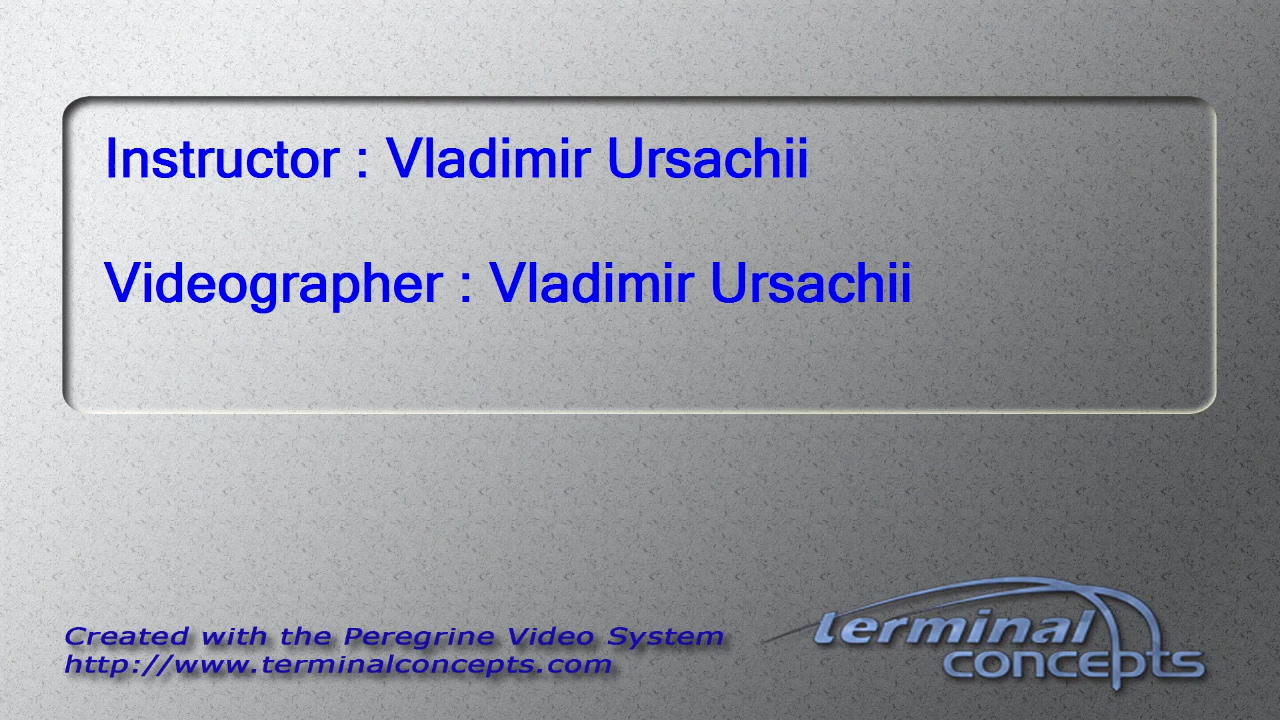 Instructor : Vladimir Ursachii
Videographer : Vladimir Ursachii
Created with the Peregrine Video System
http://www.terminalconcepts.com
terminal
concepts